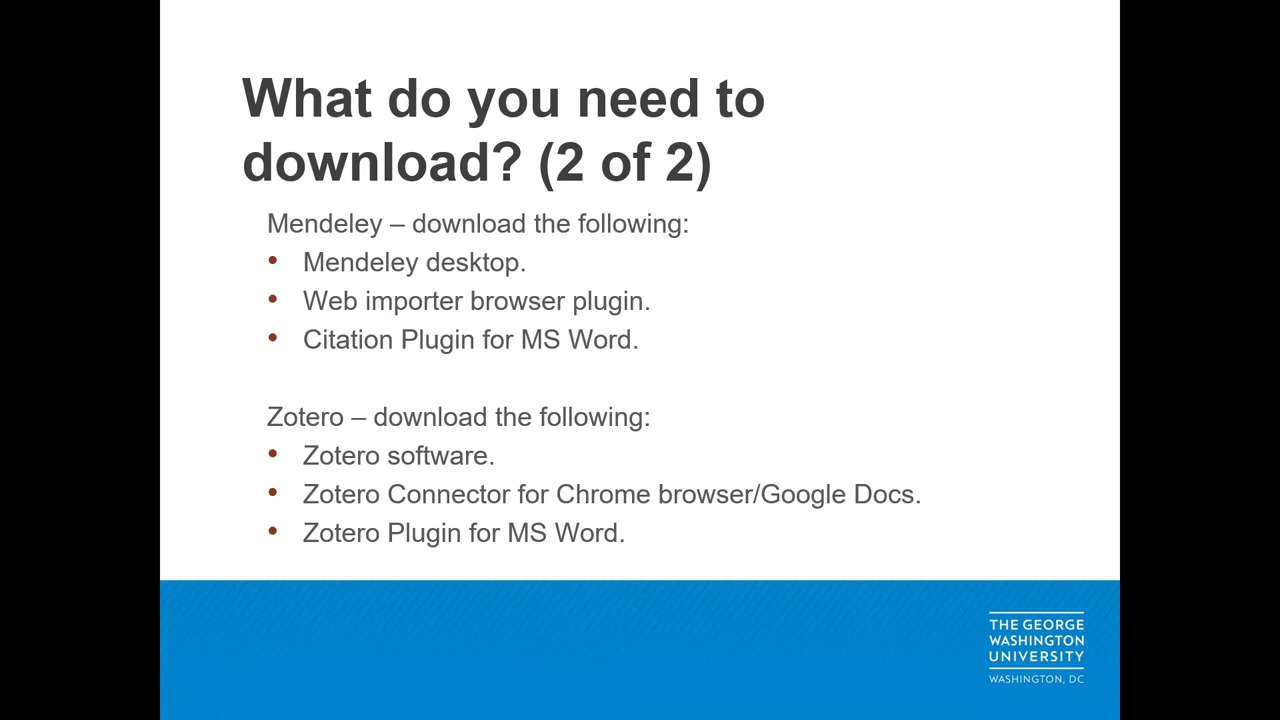 What do you need to
download? (2 of 2)
Mendeley – download the following:
• Mendeley desktop.
• Web importer browser plugin.
• Citation Plugin for MS Word.
Zotero – download the following:
• Zotero software.
• Zotero Connector for Chrome browser/Google Docs.
• Zotero Plugin for MS Word.
THE GEORGE
WASHINGTON
UNIVERSITY
WASHINGTON, DC